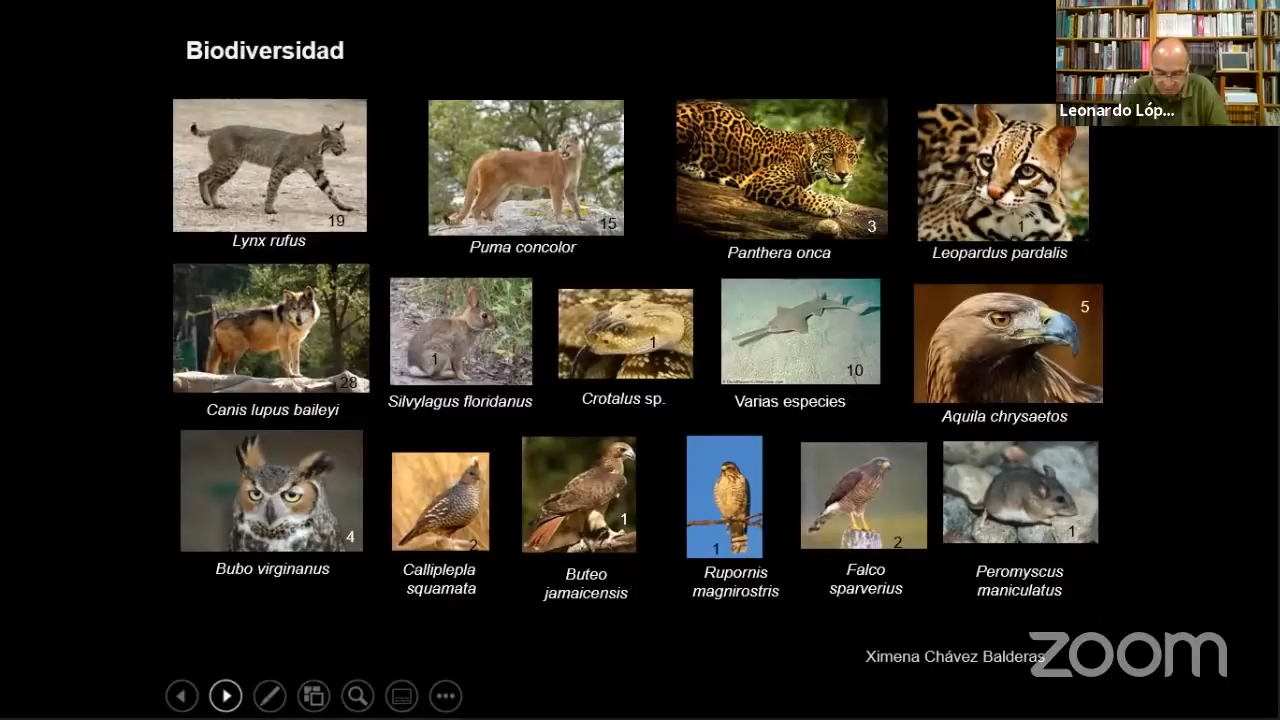 Biodiversidad
Leonardo Lóp...
19
15
3
1
Lynx rufus
Puma concolor
Panthera onca
Leopardus pardalis
28
1
1
10
5
Canis lupus baileyi
Silvylagus floridanus
Crotalus sp.
Varias especies
Aquila chrysaetos
4
2
1
1
2
1
Bubo virginanus
Calliplepla
squamata
Buteo
jamaicensis
Rupornis
magnirostris
Falco
sparverius
Peromyscus
maniculatus
Ximena Chávez Balderas
zoom